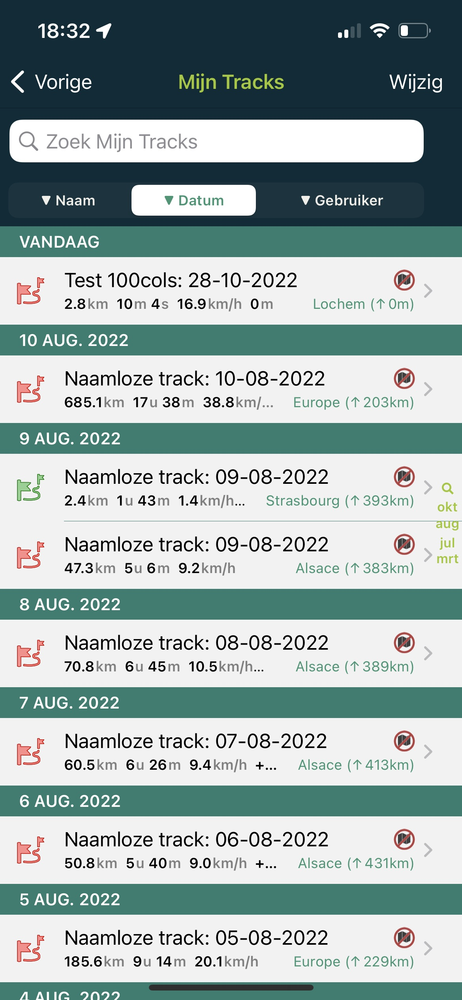 18:32
Vorige
Mijn Tracks
Wijzig
Zoek Mijn Tracks
▼ Naam
▼ Datum
▼ Gebruiker
VANDAAG
Test 100cols: 28-10-2022
2.8km 10m 4s 16.9km/h 0m Lochem (↑0m)
10 AUG. 2022
Naamloze track: 10-08-2022
685.1km 17u 38m 38.8km/... Europe (↑203km)
9 AUG. 2022
Naamloze track: 09-08-2022
2.4km 1u 43m 1.4km/h... Strasbourg (↑393km)
okt
aug
jul
mrt
Naamloze track: 09-08-2022
47.3km 5u 6m 9.2km/h Alsace (↑383km)
8 AUG. 2022
Naamloze track: 08-08-2022
70.8km 6u 45m 10.5km/h... Alsace (↑389km)
7 AUG. 2022
Naamloze track: 07-08-2022
60.5km 6u 26m 9.4km/h +... Alsace (↑413km)
6 AUG. 2022
Naamloze track: 06-08-2022
50.8km 5u 40m 9.0km/h +... Alsace (↑431km)
5 AUG. 2022
Naamloze track: 05-08-2022
185.6km 9u 14m 20.1km/h Europe (↑229km)
4 AUG. 2022